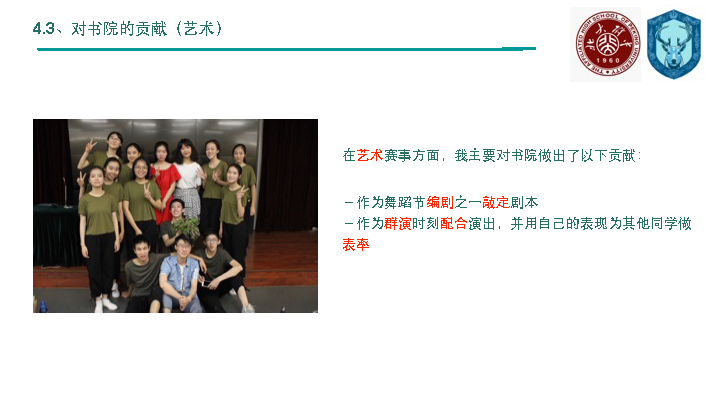 4.3、对书院的贡献（艺术）
THE AFFILIATED HIGH SCHOOL OF PEKING UNIVERSITY
北大附中
1960
在艺术赛事方面，我主要对书院做出了以下贡献：
－作为舞蹈节编剧之一敲定剧本
－作为群演时刻配合演出，并用自己的表现为其他同学做
表率